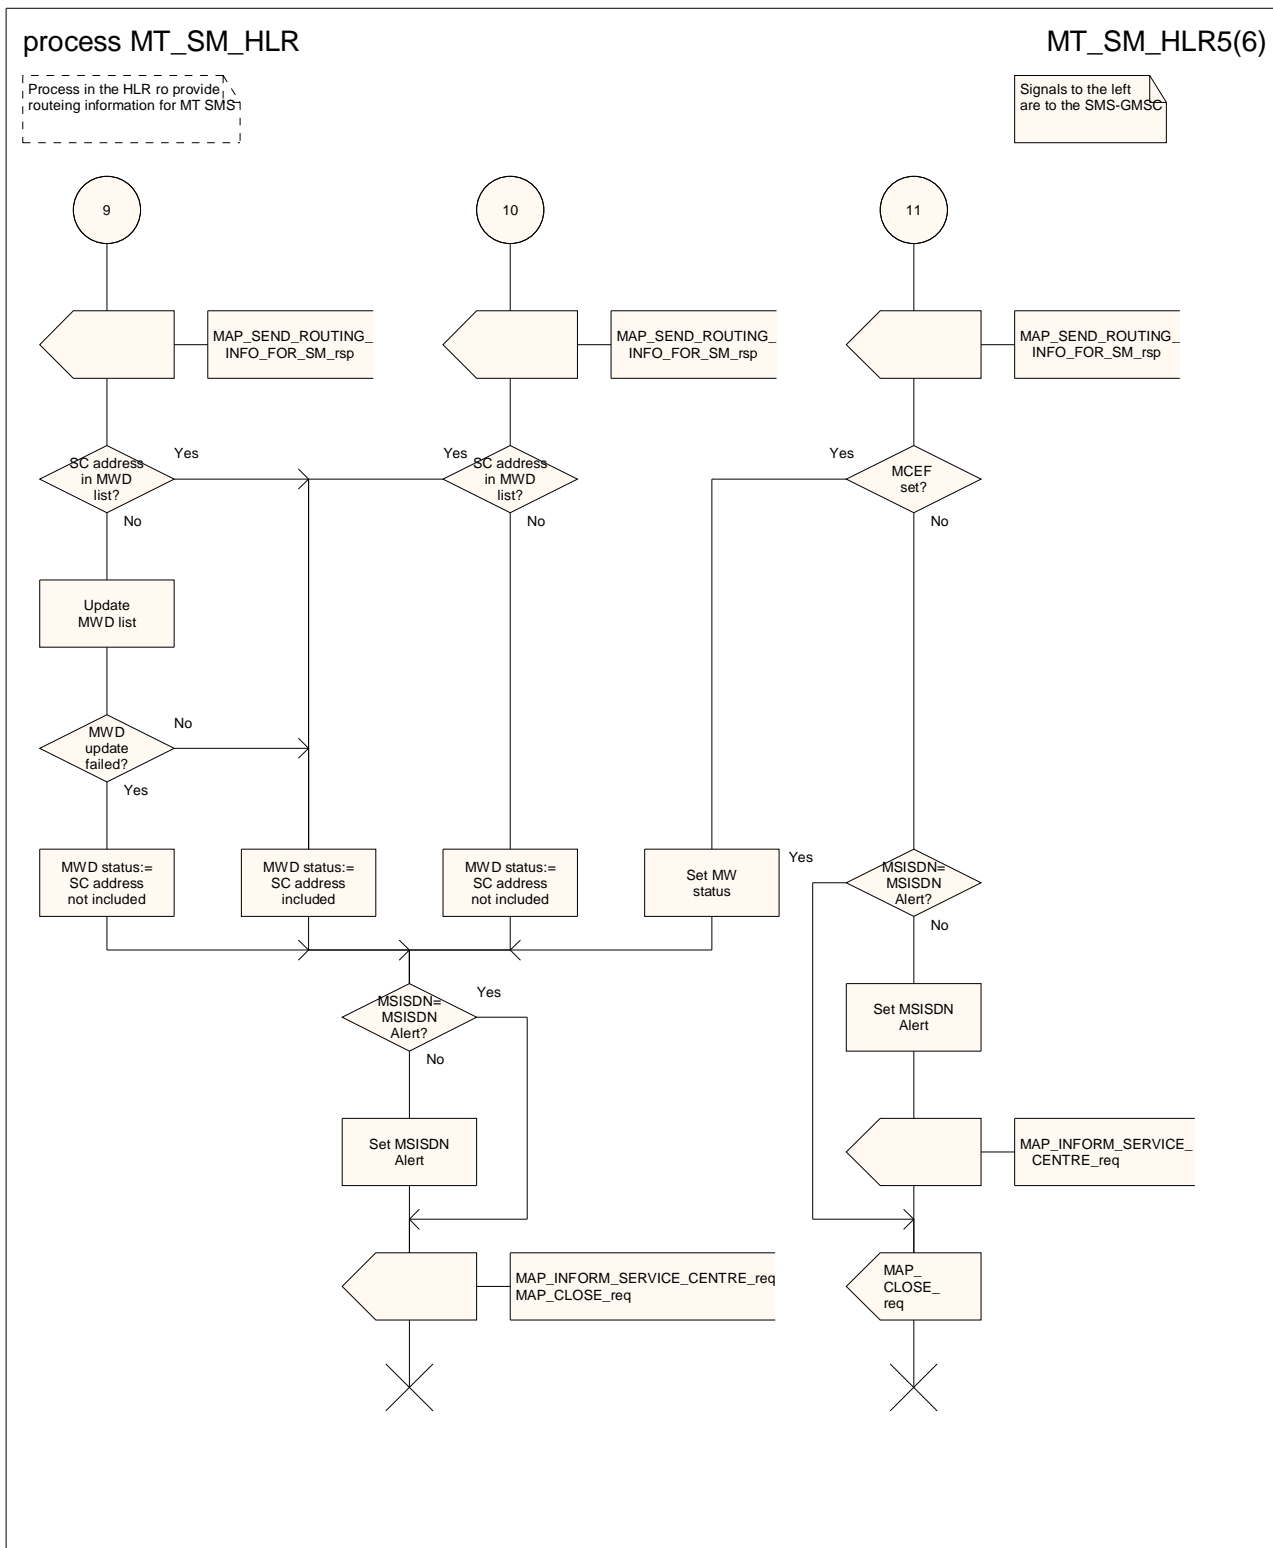 process MT_SM_HLR
MT_SM_HLR5(6)
Process in the HLR ro provide
routeing information for MT SMS
Signals to the left
are to the SMS-GMSC
9
10
11
MAP_SEND_ROUTING_
INFO_FOR_SM_rsp
MAP_SEND_ROUTING_
INFO_FOR_SM_rsp
MAP_SEND_ROUTING_
INFO_FOR_SM_rsp
SC address
in MWD
list?
Yes
No
Yes
SC address
in MWD
list?
No
Yes
MCEF
set?
No
Update
MWD list
MWD
update
failed?
No
Yes
MWD status:=
SC address
not included
MWD status:=
SC address
included
MWD status:=
SC address
not included
Set MW
status
Yes
MSISDN=
MSISDN
Alert?
No
MSISDN=
MSISDN
Alert?
Yes
No
Set MSISDN
Alert
Set MSISDN
Alert
MAP_INFORM_SERVICE_
CENTRE_req
MAP_INFORM_SERVICE_CENTRE_req
MAP_CLOSE_req
MAP_
CLOSE_
req